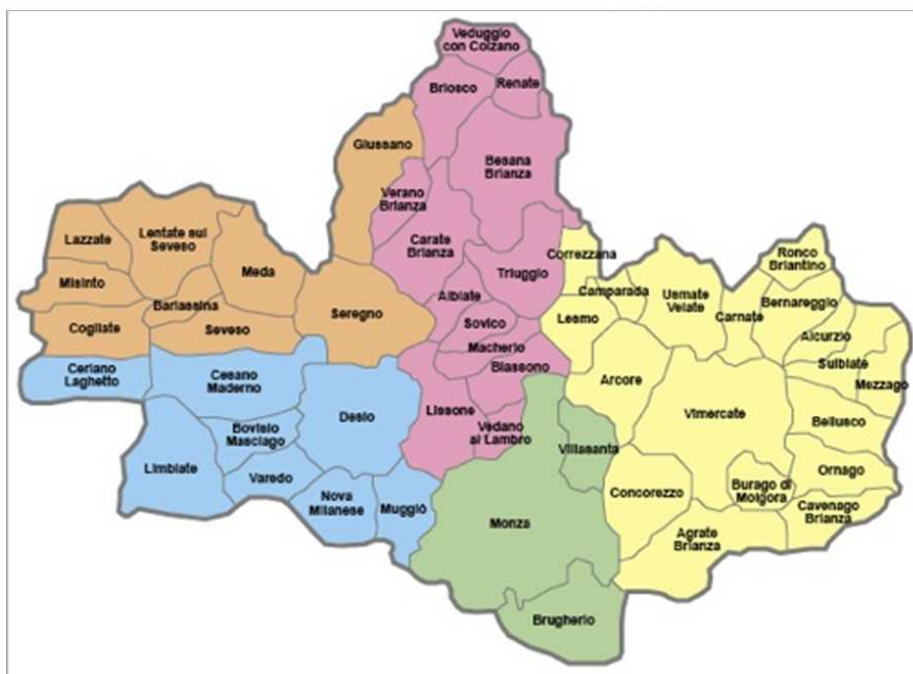 Veduggio
con Colzano
Briosco
Renate
Giussano
Besana
Brianza
Verano
Brianza
Carate
Brianza
Triuggio
Albiate
Sovico
Macherio
Biassono
Lissone
Vedano
al Lambro
Lazzate
Lentate sul
Seveso
Meda
Misinto
Barlassina
Cogliate
Seveso
Seregno
Ceriano
Laghetto
Cesano
Maderno
Desio
Bovisio
Masciago
Limbiate
Varedo
Nova
Milanese
Muggiò
Monza
Villasanta
Brugherio
Correzzana
Camparada
Lesmo
Usmate
Velate
Carnate
Ronco
Briantino
Bernareggio
Aicurzio
Sulbiate
Mezzago
Arcore
Vimercate
Bellusco
Ornago
Burago di
Molgora
Cavenago
Brianza
Concorezzo
Agrate
Brianza